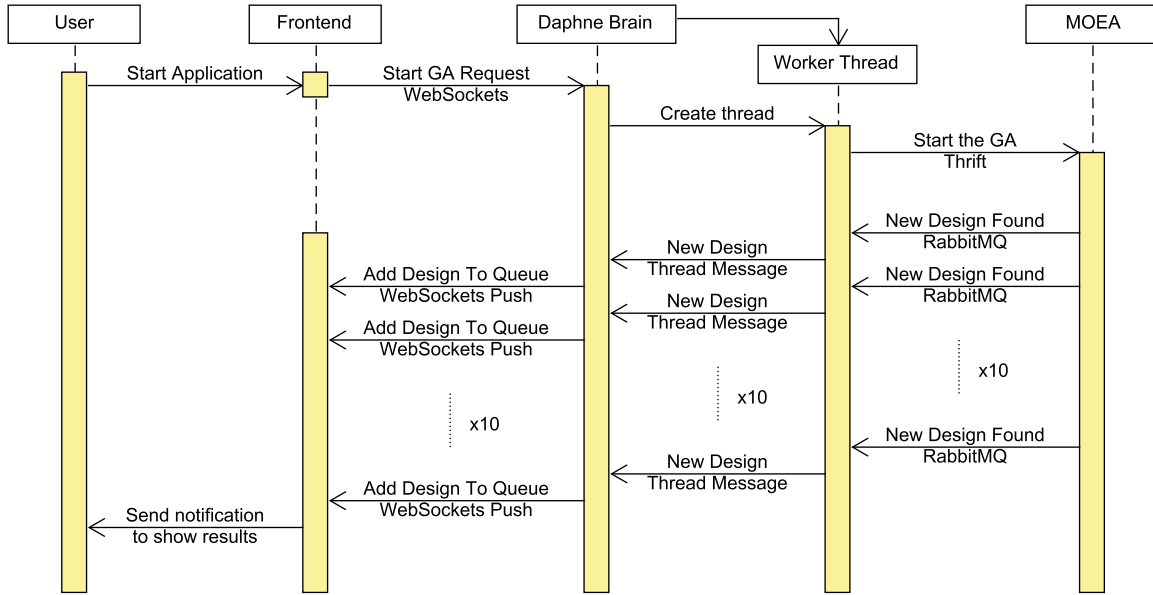 User
Frontend
Daphne Brain
MOEA
Worker Thread
Start Application
Start GA Request
WebSockets
Create thread
Start the GA
Thrift
New Design Found
RabbitMQ
New Design
Thread Message
Add Design To Queue
WebSockets Push
New Design Found
RabbitMQ
New Design
Thread Message
Add Design To Queue
WebSockets Push
x10
x10
x10
New Design Found
RabbitMQ
New Design
Thread Message
Add Design To Queue
WebSockets Push
Send notification
to show results